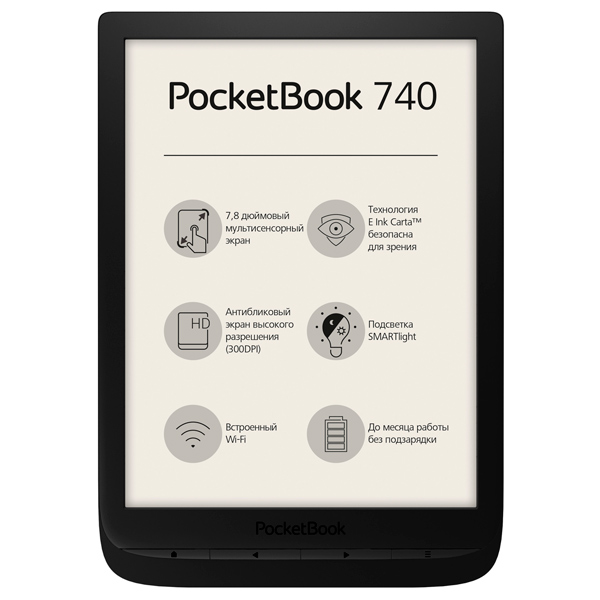 PocketBook 740
7,8 дюймовый
мультисенсорный
экран
Технология
E Ink Carta™
безопасна
для зрения
HD
Антибликовый
экран высокого
разрешения
(300DPI)
Подсветка
SMARTlight
Встроенный
Wi-Fi
До месяца работы
без подзарядки
PocketBook